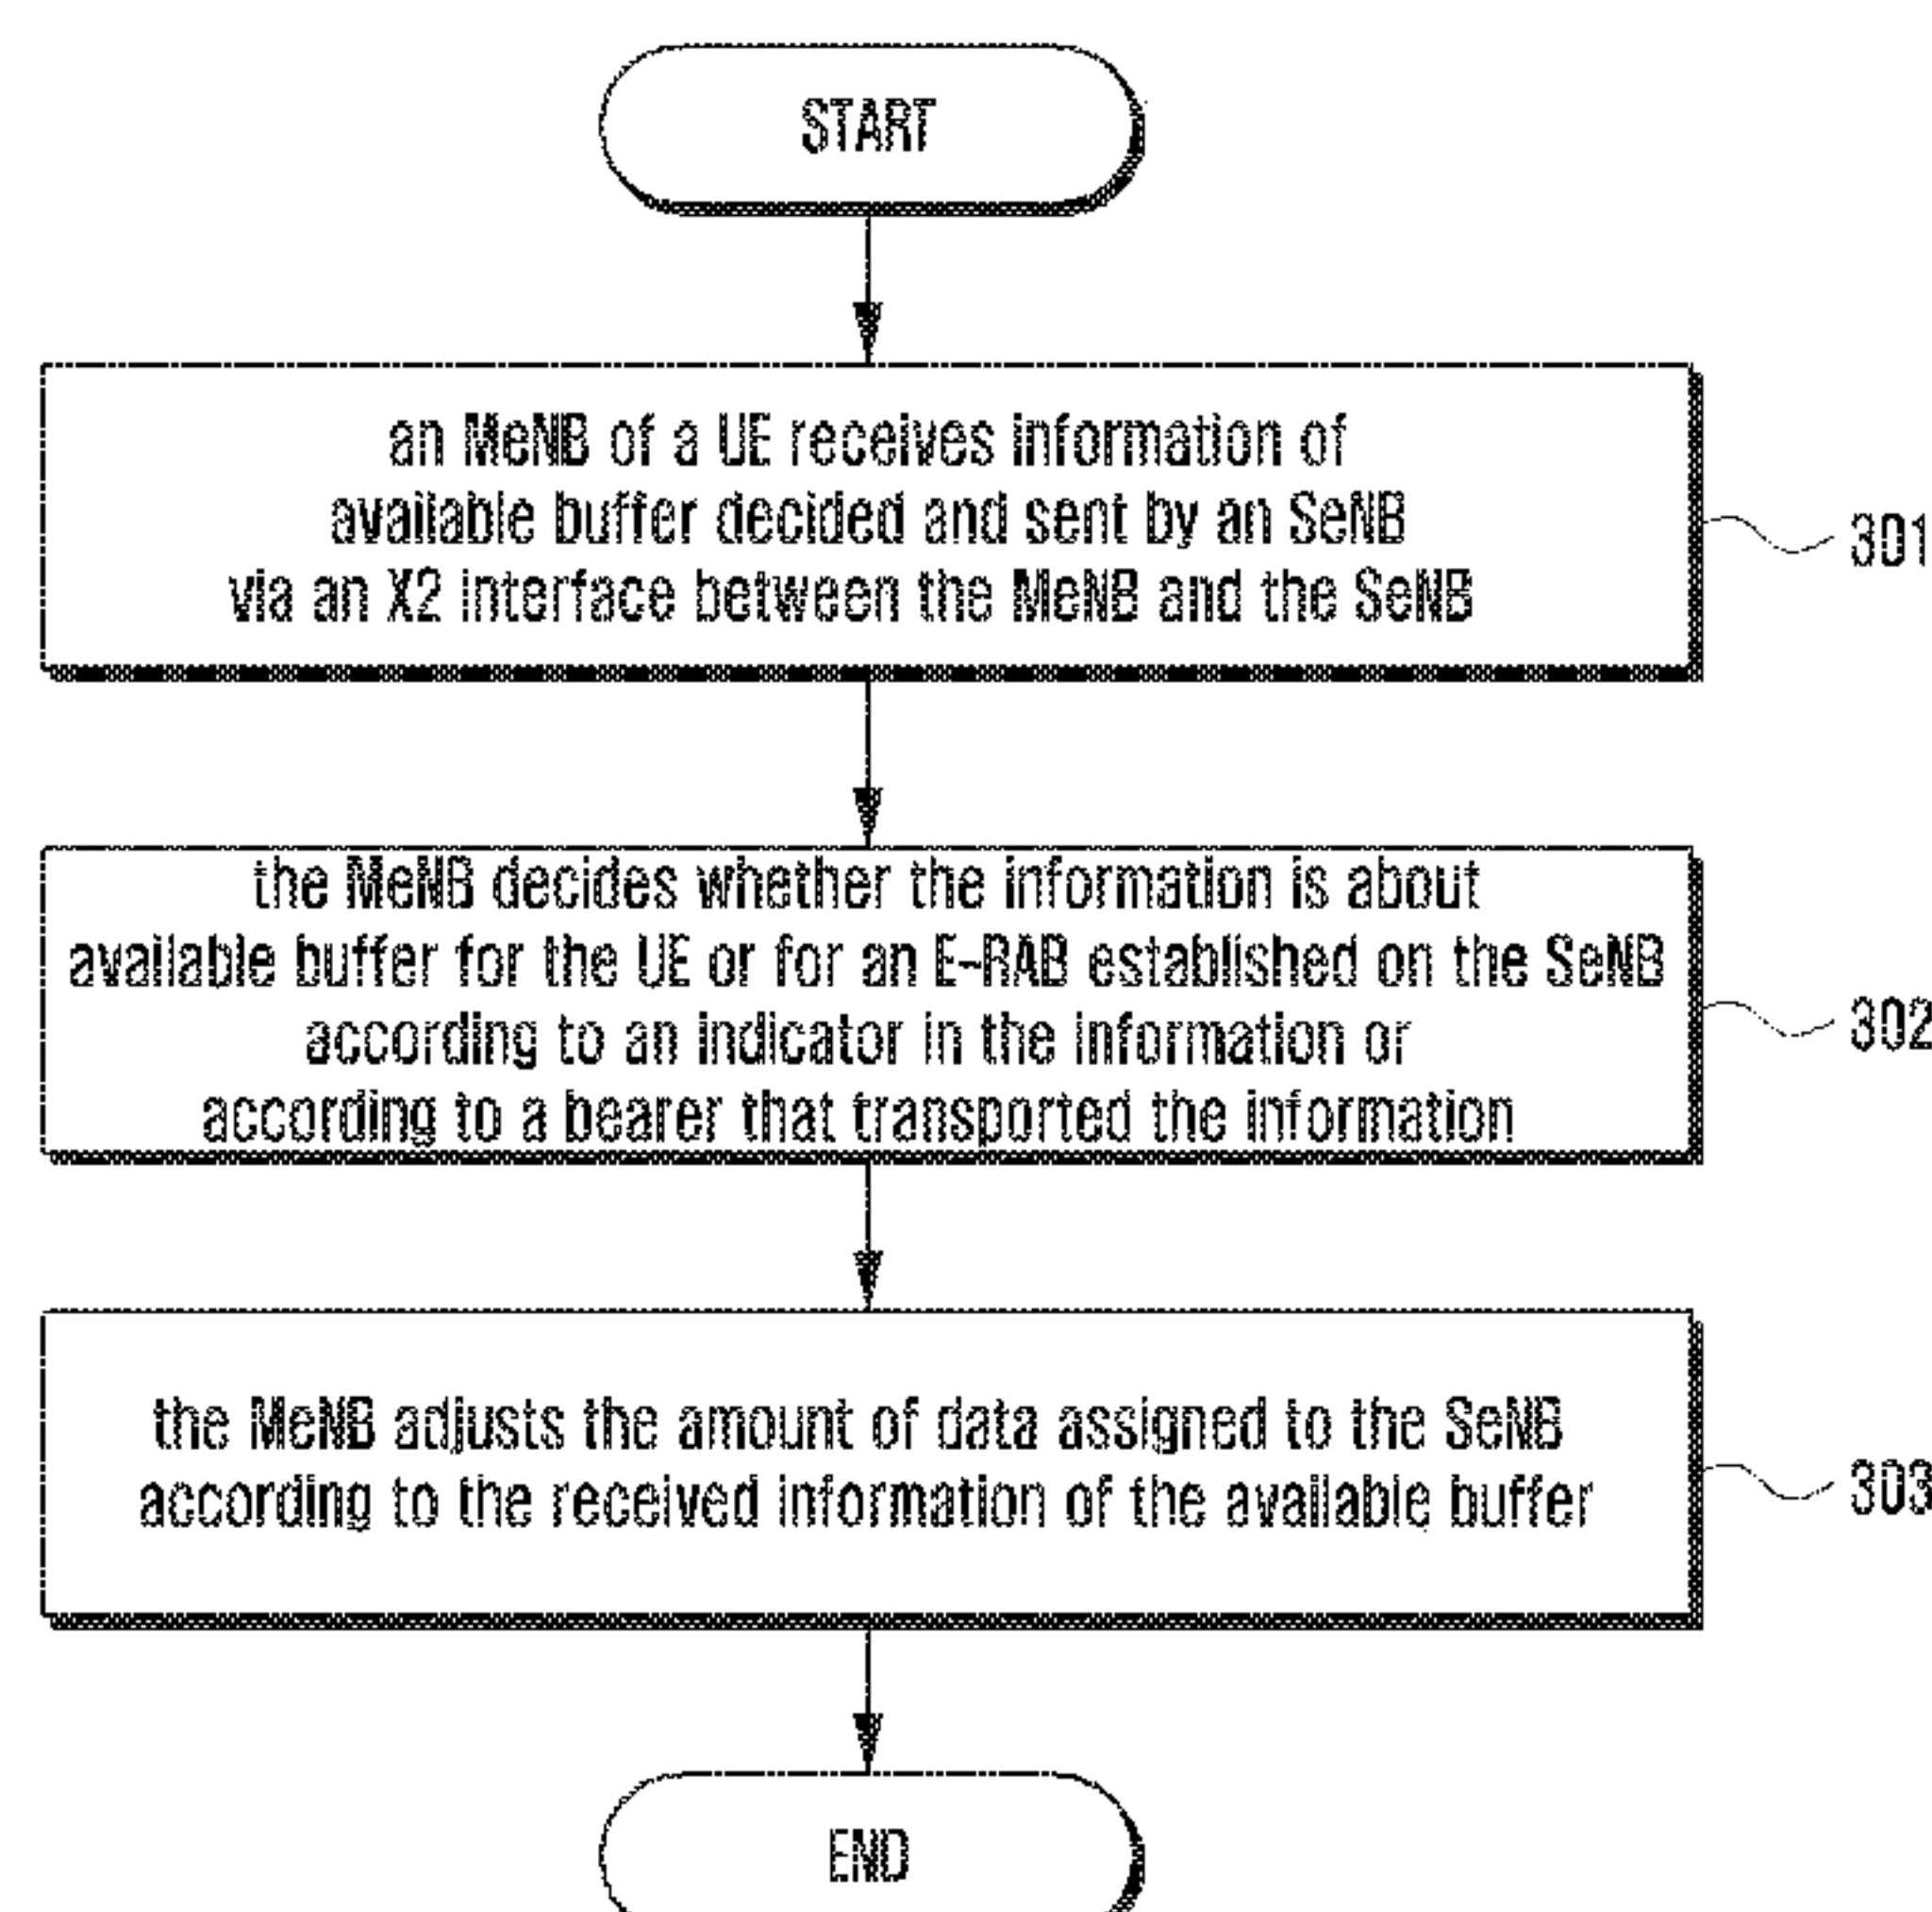 START
an MeNB of a UE receives information of
available buffer decided and sent by an SeNB
via an X2 interface between the MeNB and the SeNB
301
the MeNB decides whether the information is about
available buffer for the UE or for an E-RAB established on the SeNB
according to an indicator in the information or
according to a bearer that transported the information
302
the MeNB adjusts the amount of data assigned to the SeNB
according to the received information of the available buffer
303
END